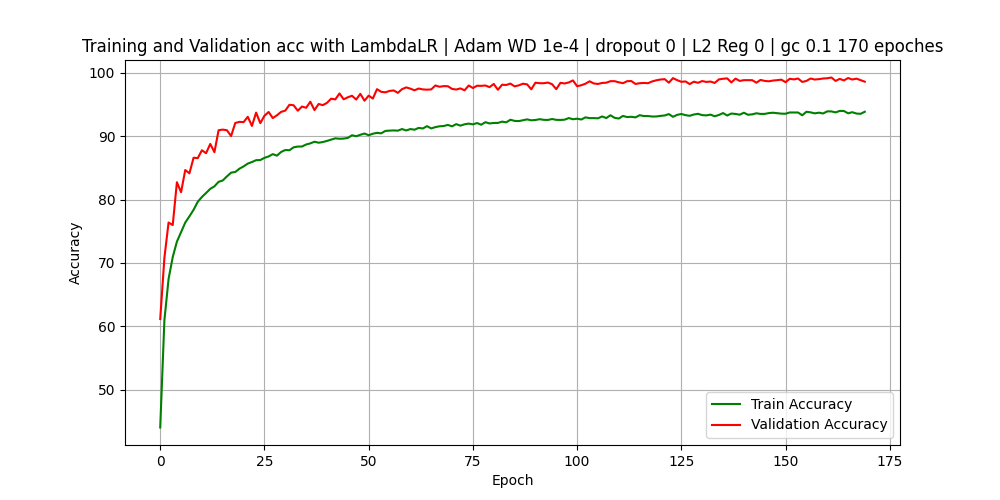 Training and Validation acc with LambdaLR | Adam WD 1e-4 | dropout 0 | L2 Reg 0 | gc 0.1 170 epoches
100
90
80
70
60
50
Accuracy
0 25 50 75 100 125 150 175
Epoch
Train Accuracy
Validation Accuracy